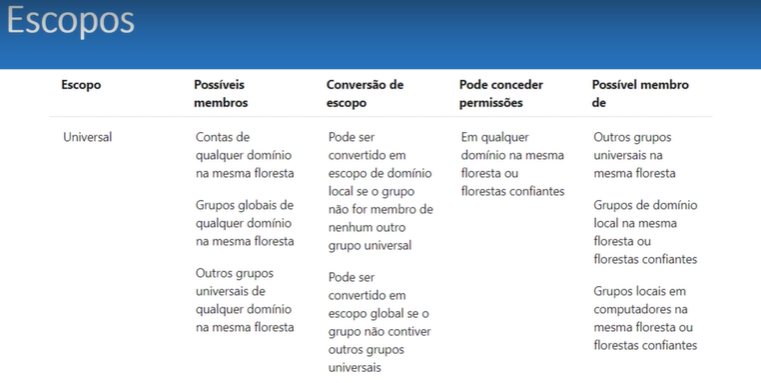 Escopos
Escopo
Possíveis
membros
Conversão de
escopo
Pode conceder
permissões
Possível membro
de
Universal
Contas de
qualquer domínio
na mesma floresta
Grupos globais de
qualquer domínio
na mesma floresta
Outros grupos
universais de
qualquer domínio
na mesma floresta
Pode ser
convertido em
escopo de domínio
local se o grupo
não for membro de
nenhum outro
grupo universal
Pode ser
convertido em
escopo global se o
grupo não contiver
outros grupos
universais
Em qualquer
domínio na mesma
floresta ou
florestas confiantes
Outros grupos
universais na
mesma floresta
Grupos de domínio
local na mesma
floresta ou
florestas confiantes
Grupos locais em
computadores na
mesma floresta ou
florestas confiantes